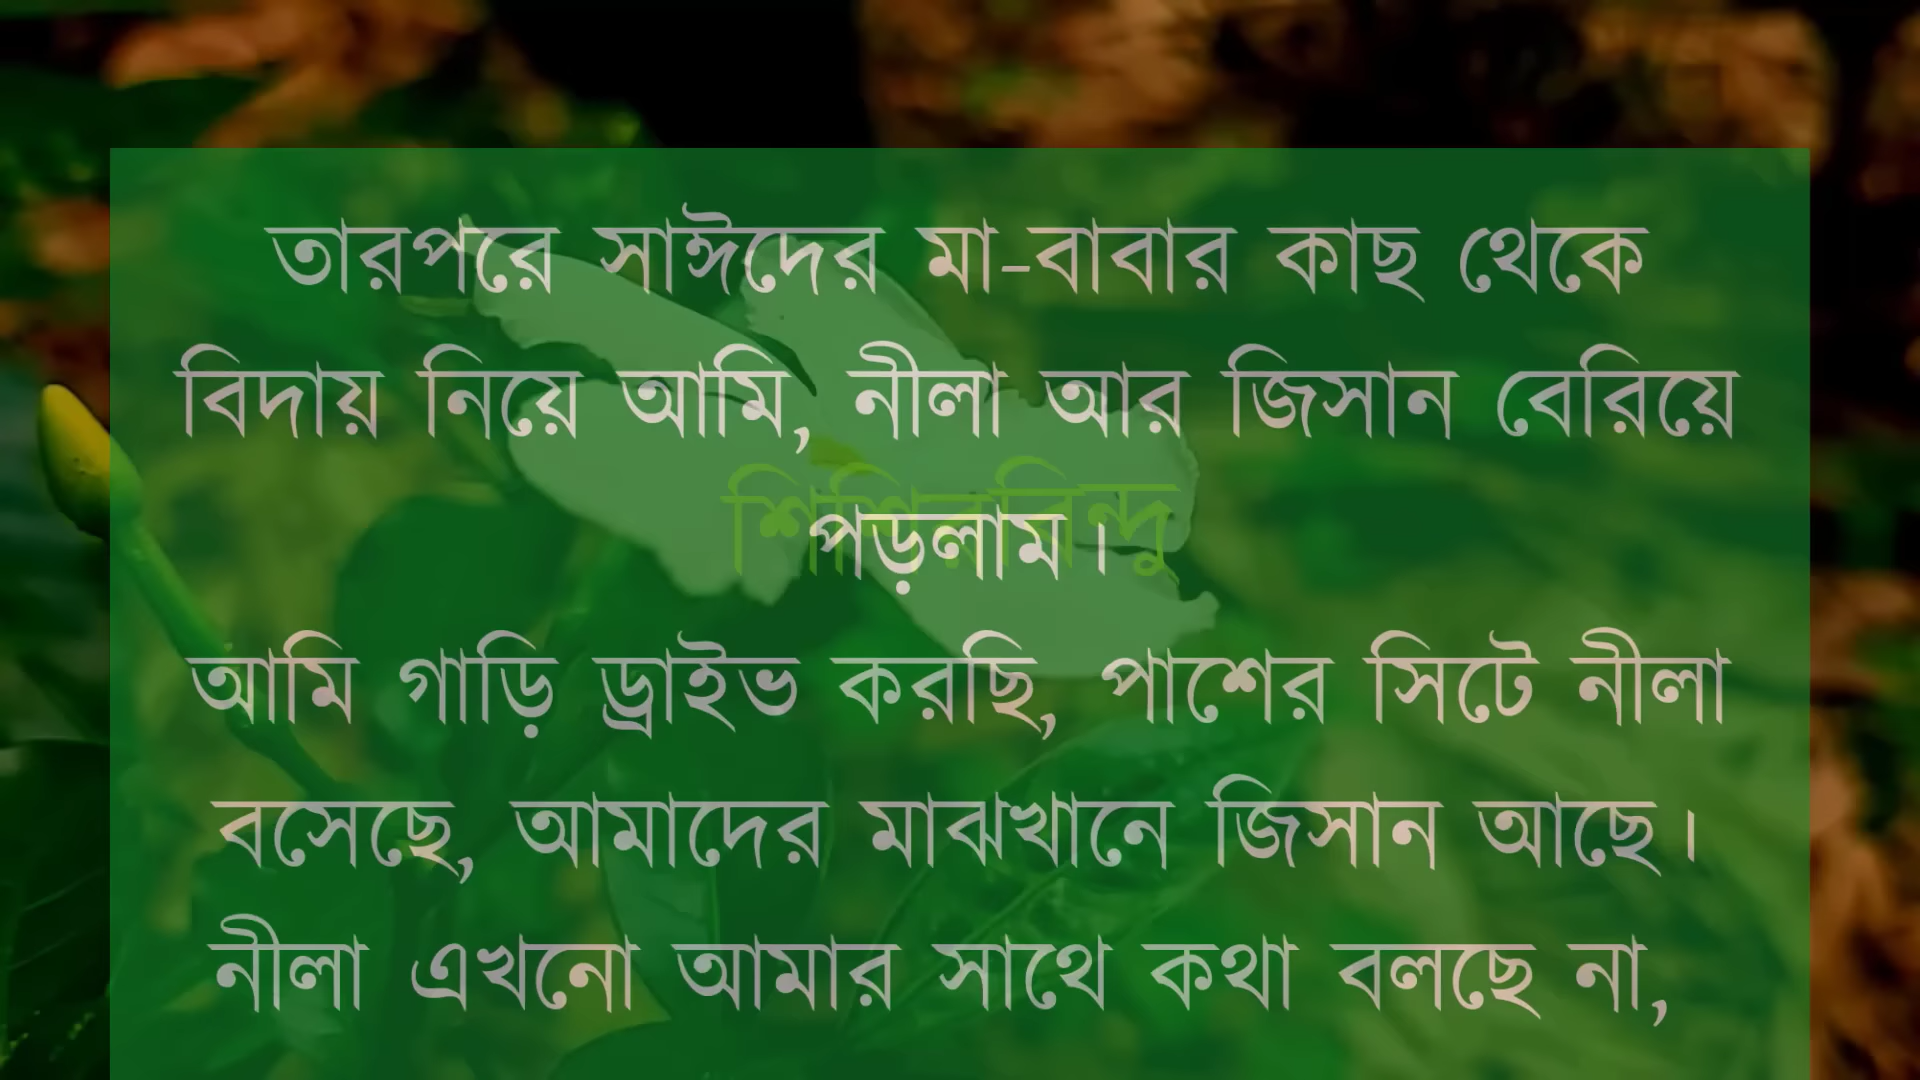 তারপরে সাঈদের মা-বাবার কাছ থেকে
বিদায় নিয়ে আমি, নীলা আর জিসান বেরিয়ে
শিশিরবিন্দু
পড়লাম।
আমি গাড়ি ড্রাইভ করছি, পাশের সিটে নীলা
বসেছে, আমাদের মাঝখানে জিসান আছে।
নীলা এখনো আমার সাথে কথা বলছে না,